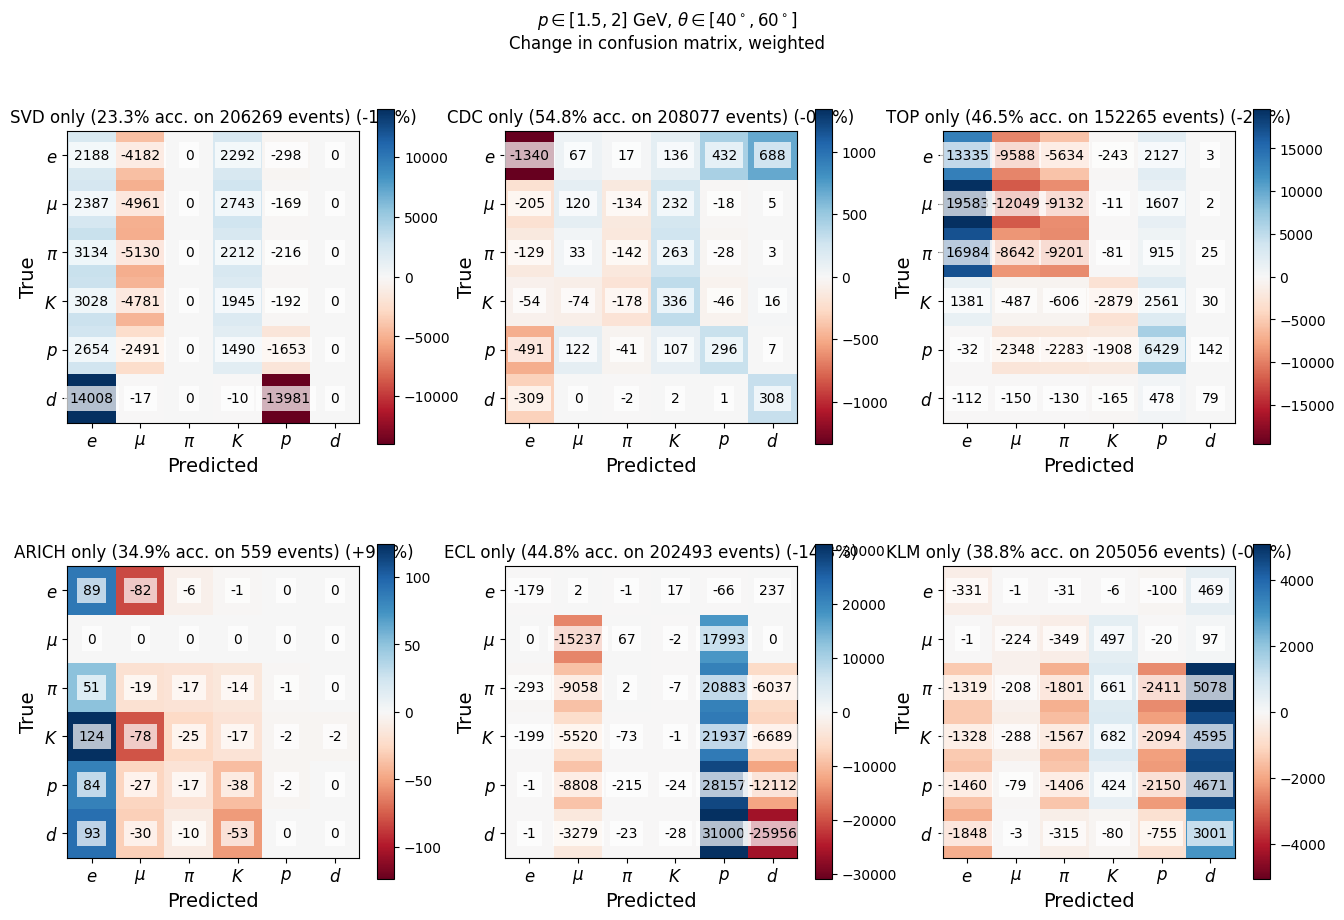 p ∈ [1.5, 2] GeV, θ ∈ [40°, 60°]
Change in confusion matrix, weighted
SVD only (23.3% acc. on 206269 events)
True
e 2188 -4182 0 2292 -298 0
μ 2387 -4961 0 2743 -169 0
π 3134 -5130 0 2212 -216 0
K 3028 -4781 0 1945 -192 0
p 2654 -2491 0 1490 -1653 0
d 14008 -17 0 -10 -13981 0
e μ π K p d
Predicted
10000
5000
0
−5000
−10000
CDC only (54.8% acc. on 208077 events)
True
e -1340 67 17 136 432 688
μ -205 120 -134 232 -18 5
π -129 33 -142 263 -28 3
K -54 -74 -178 336 -46 16
p -491 122 -41 107 296 7
d -309 0 -2 2 1 308
e μ π K p d
Predicted
1000
500
0
−500
−1000
TOP only (46.5% acc. on 152265 events)
True
e 13335 -9588 -5634 -243 2127 3
μ 19583 -12049 -9132 -11 1607 2
π 16984 -8642 -9201 -81 915 25
K 1381 -487 -606 -2879 2561 30
p -32 -2348 -2283 -1908 6429 142
d -112 -150 -130 -165 478 79
e μ π K p d
Predicted
15000
10000
5000
0
−5000
−10000
−15000
ARICH only (34.9% acc. on 559 events)
True
e 89 -82 -6 -1 0 0
μ 0 0 0 0 0 0
π 51 -19 -17 -14 -1 0
K 124 -78 -25 -17 -2 -2
p 84 -27 -17 -38 -2 0
d 93 -30 -10 -53 0 0
e μ π K p d
Predicted
100
50
0
−50
−100
ECL only (44.8% acc. on 202493 events)
True
e -179 2 -1 17 -66 237
μ 0 -15237 67 -2 17993 0
π -293 -9058 2 -7 20883 -6037
K -199 -5520 -73 -1 21937 -6689
p -1 -8808 -215 -24 28157 -12112
d -1 -3279 -23 -28 31000 -25956
e μ π K p d
Predicted
30000
20000
10000
0
−10000
−20000
−30000
KLM only (38.8% acc. on 205056 events)
True
e -331 -1 -31 -6 -100 469
μ -1 -224 -349 497 -20 97
π -1319 -208 -1801 661 -2411 5078
K -1328 -288 -1567 682 -2094 4595
p -1460 -79 -1406 424 -2150 4671
d -1848 -3 -315 -80 -755 3001
e μ π K p d
Predicted
4000
2000
0
−2000
−4000